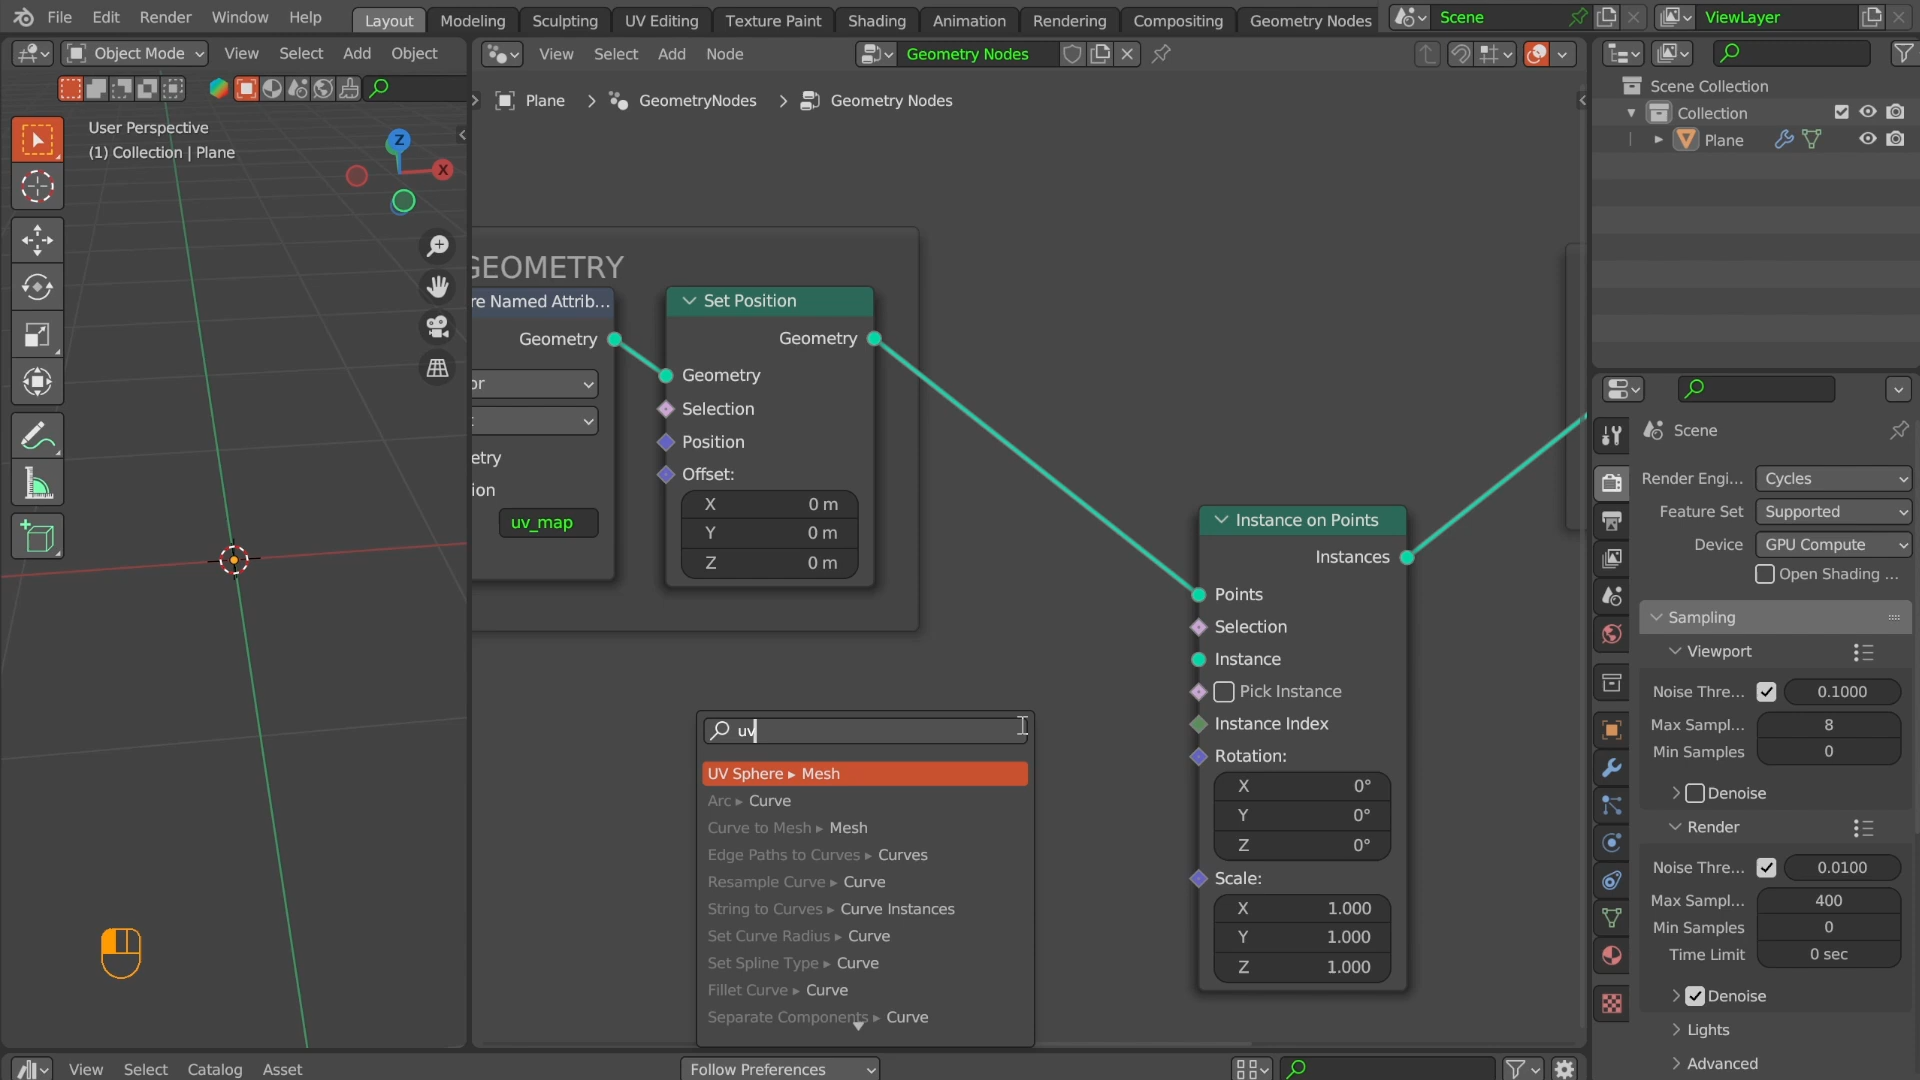 File Edit Render Window Help Layout Modeling Sculpting UV Editing Texture Paint Shading Animation Rendering Compositing Geometry Nodes Scene ViewLayer
Object Mode View Select Add Object View Select Add Node Geometry Nodes
Plane GeometryNodes Geometry Nodes
User Perspective
(1) Collection | Plane
Z
X
Scene Collection
Collection
Plane
GEOMETRY
re Named Attrib...
Geometry
or
etry
ion
uv_map
Set Position
Geometry
Geometry
Selection
Position
Offset:
X 0 m
Y 0 m
Z 0 m
Instance on Points
Instances
Points
Selection
Instance
Pick Instance
Instance Index
Rotation:
X 0°
Y 0°
Z 0°
Scale:
X 1.000
Y 1.000
Z 1.000
uv
UV Sphere ▸ Mesh
Arc ▸ Curve
Curve to Mesh ▸ Mesh
Edge Paths to Curves ▸ Curves
Resample Curve ▸ Curve
String to Curves ▸ Curve Instances
Set Curve Radius ▸ Curve
Set Spline Type ▸ Curve
Fillet Curve ▸ Curve
Separate Components ▸ Curve
Scene
Render Engi... Cycles
Feature Set Supported
Device GPU Compute
Open Shading ...
Sampling
Viewport
Noise Thre... 0.1000
Max Sampl... 8
Min Samples 0
Denoise
Render
Noise Thre... 0.0100
Max Sampl... 400
Min Samples 0
Time Limit 0 sec
Denoise
Lights
Advanced
View Select Catalog Asset Follow Preferences